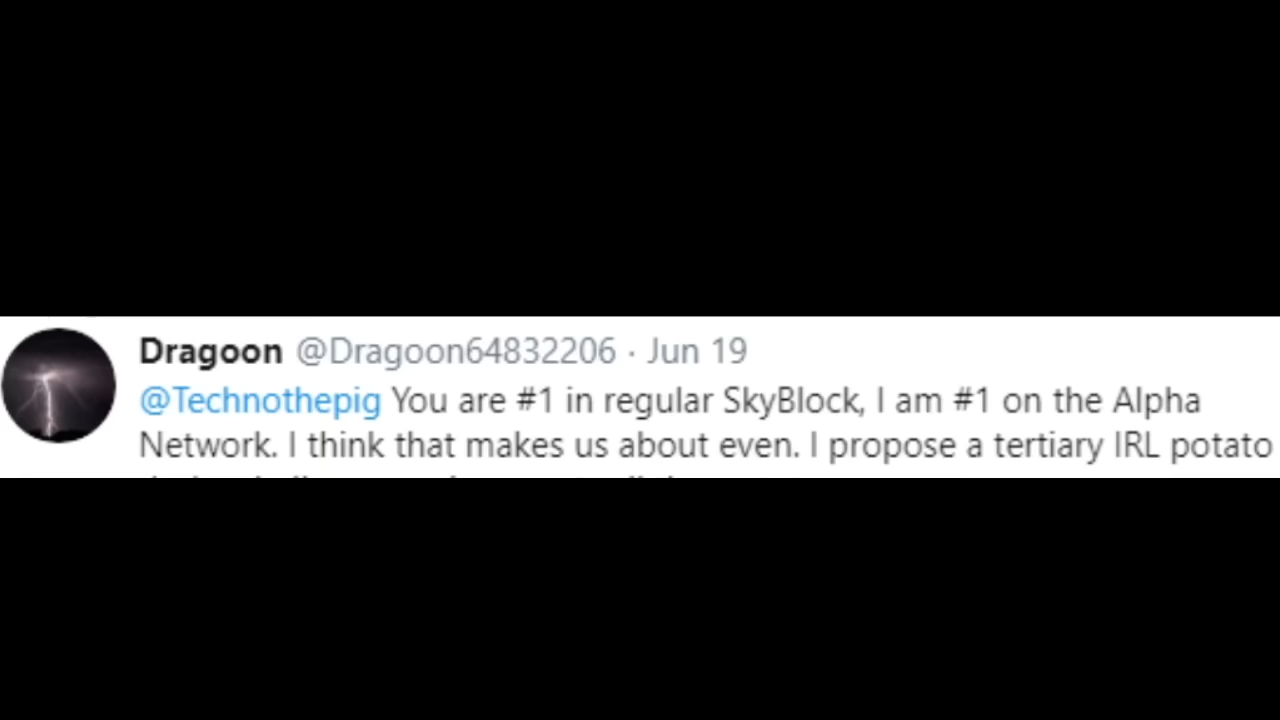 Dragoon @Dragoon64832206 · Jun 19
@Technothepig You are #1 in regular SkyBlock, I am #1 on the Alpha
Network. I think that makes us about even. I propose a tertiary IRL potato